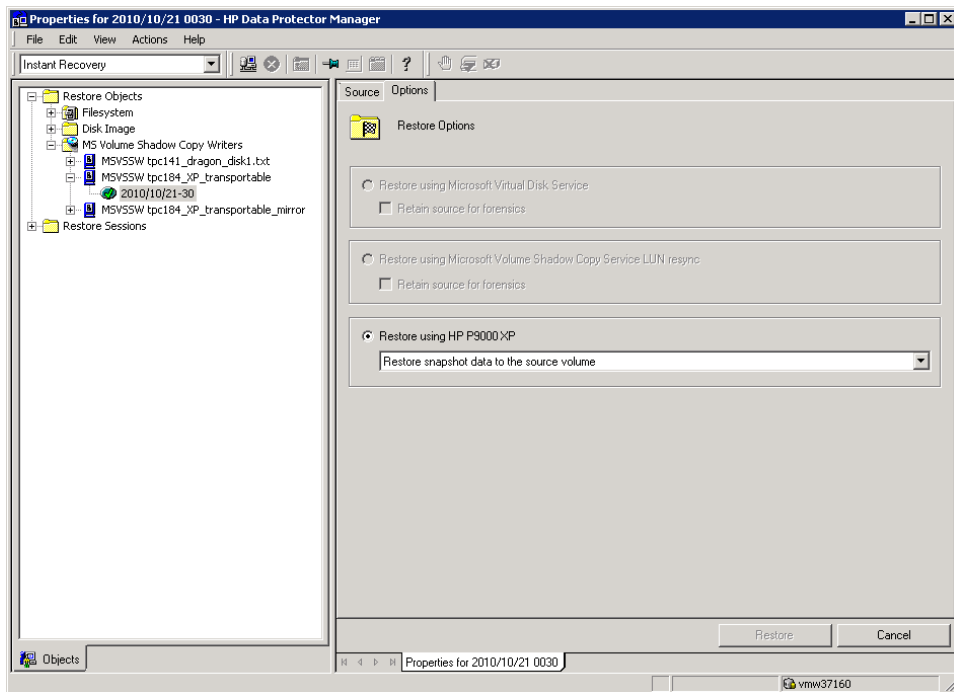 Properties for 2010/10/21 0030 - HP Data Protector Manager
File Edit View Actions Help
Instant Recovery
Restore Objects
Filesystem
Disk Image
MS Volume Shadow Copy Writers
MSVSSW tpc141_dragon_disk1.txt
MSVSSW tpc184_XP_transportable
2010/10/21-30
MSVSSW tpc184_XP_transportable_mirror
Restore Sessions
Objects
Source Options
Restore Options
Restore using Microsoft Virtual Disk Service
Retain source for forensics
Restore using Microsoft Volume Shadow Copy Service LUN resync
Retain source for forensics
Restore using HP P9000 XP
Restore snapshot data to the source volume
Restore Cancel
Properties for 2010/10/21 0030
vmw37160